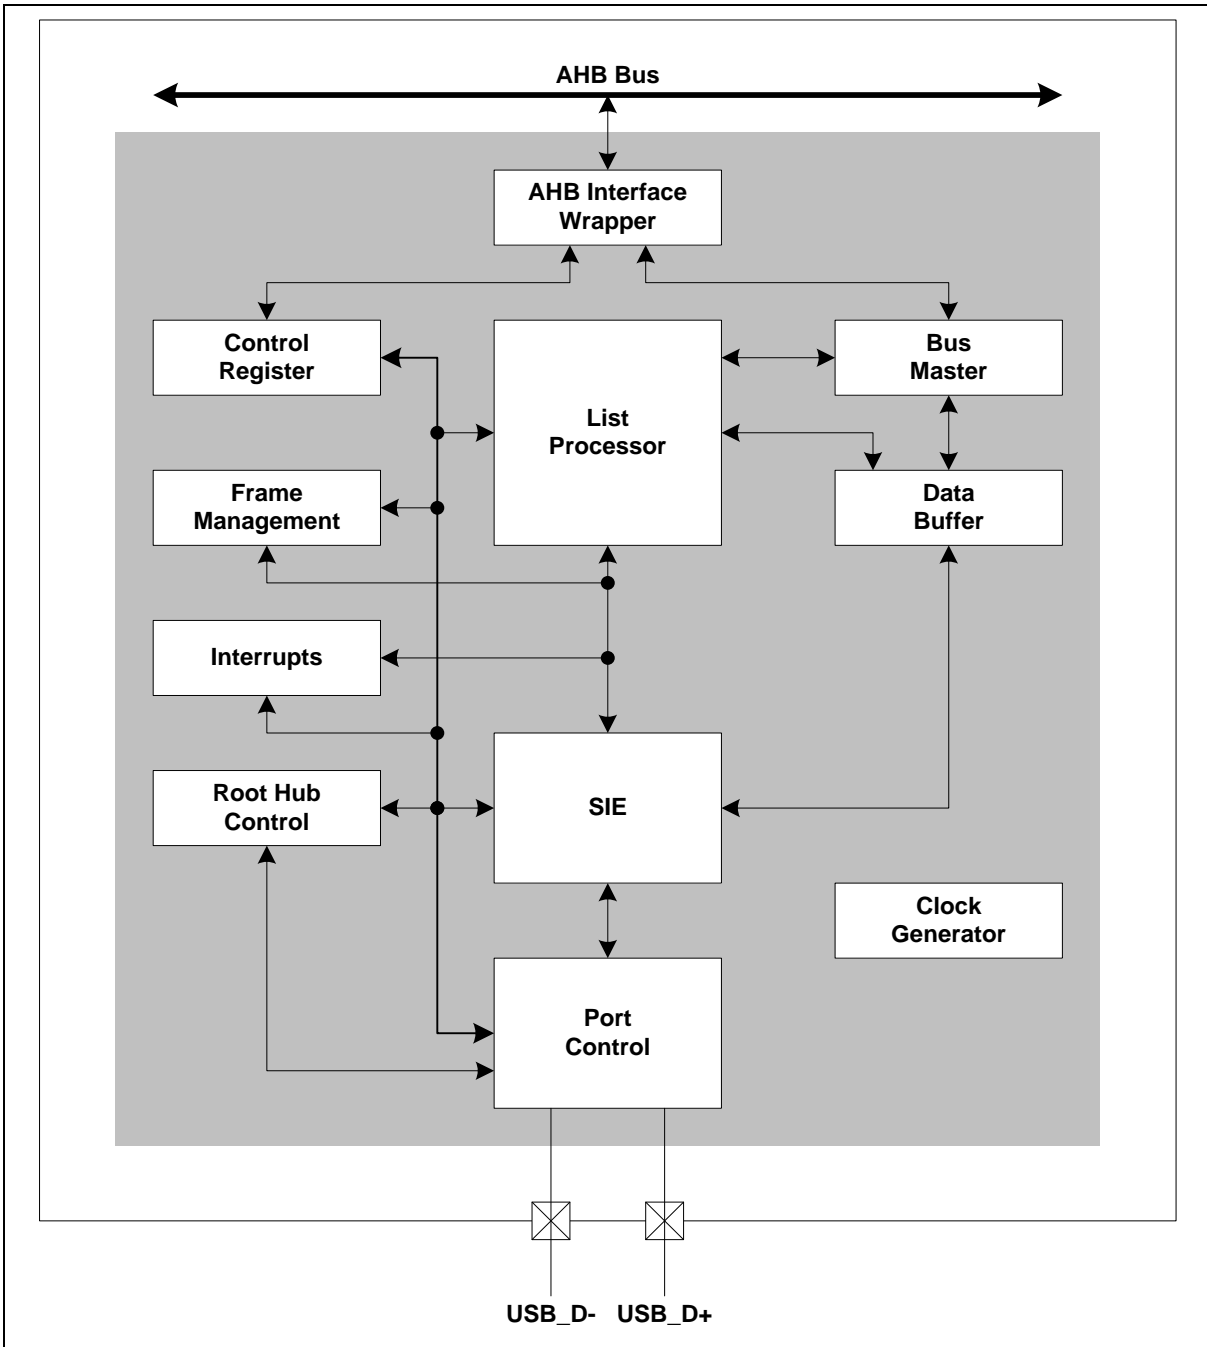 AHB Bus
AHB Interface
Wrapper
Control
Register
List
Processor
Bus
Master
Frame
Management
Data
Buffer
Interrupts
Root Hub
Control
SIE
Clock
Generator
Port
Control
USB_D-
USB_D+